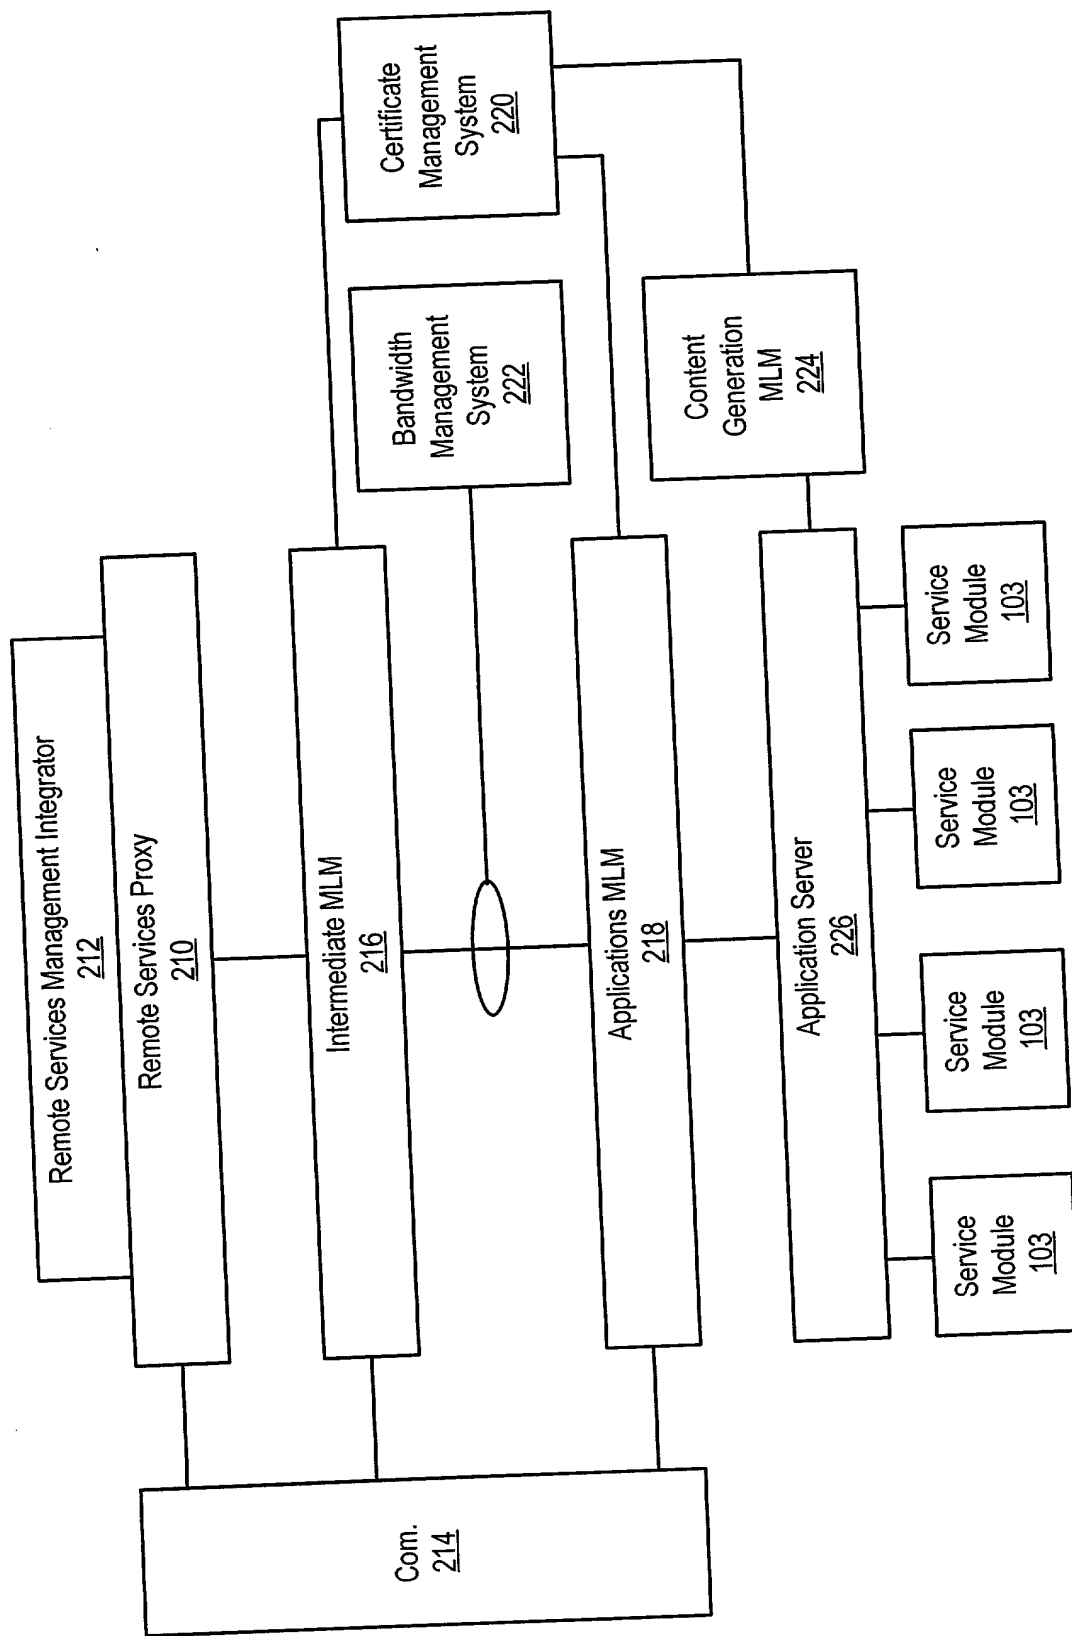 Remote Services Management Integrator
212
Remote Services Proxy
210
Com.
214
Intermediate MLM
216
Certificate
Management
System
220
Bandwidth
Management
System
222
Applications MLM
218
Content
Generation
MLM
224
Application Server
226
Service
Module
103
Service
Module
103
Service
Module
103
Service
Module
103